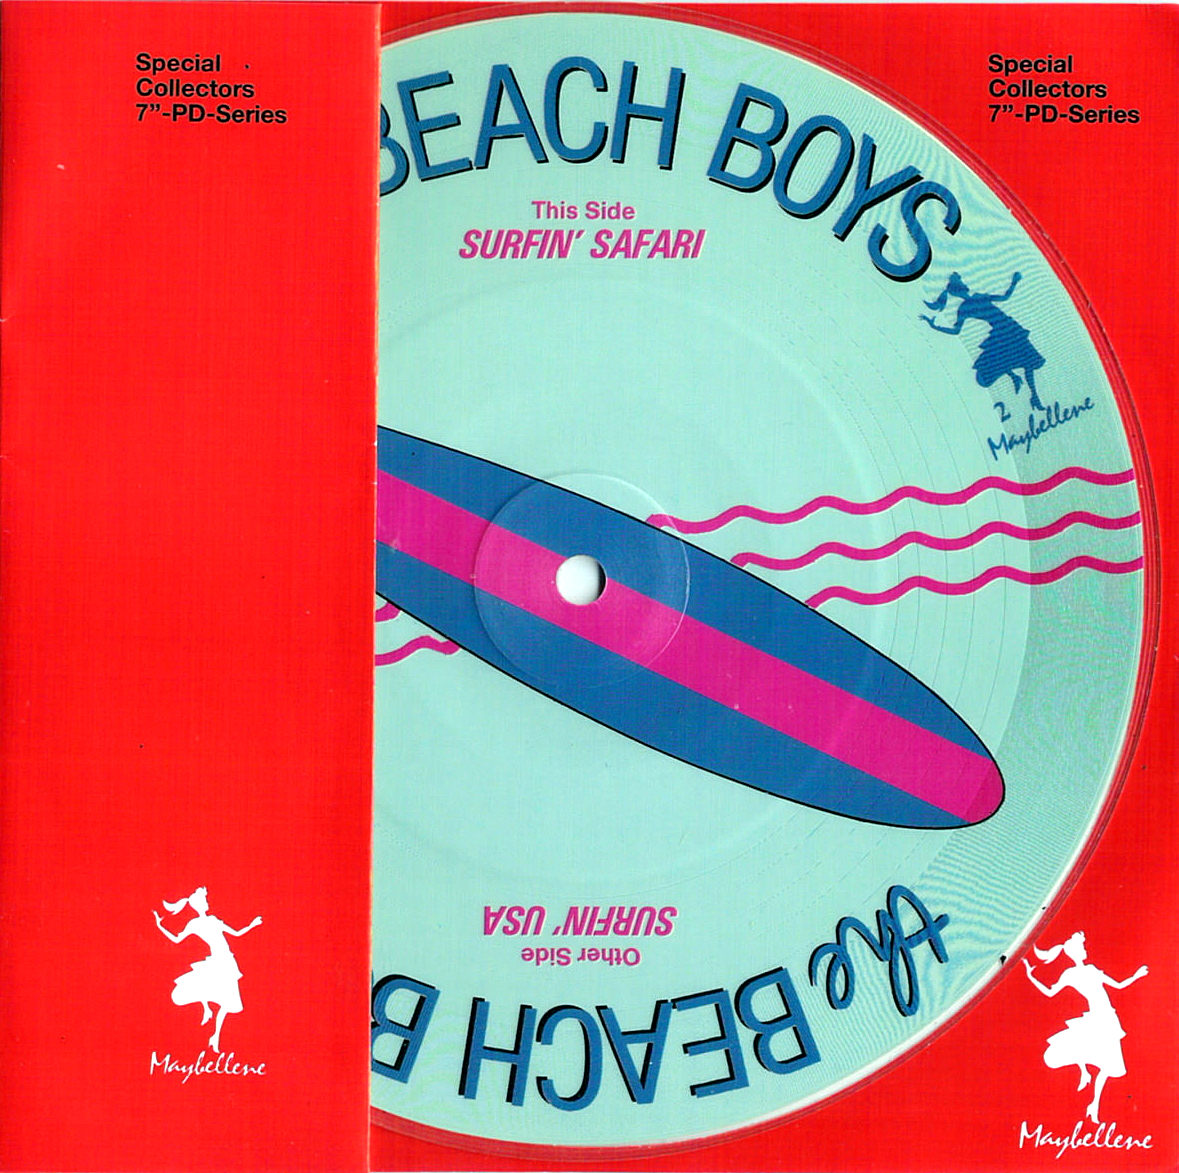 Special
Collectors
7”-PD-Series
Special
Collectors
7”-PD-Series
BEACH BOYS
This Side
SURFIN' SAFARI
2
Maybellene
SURFIN' USA
Other Side
the BEACH B
Maybellene
Maybellene